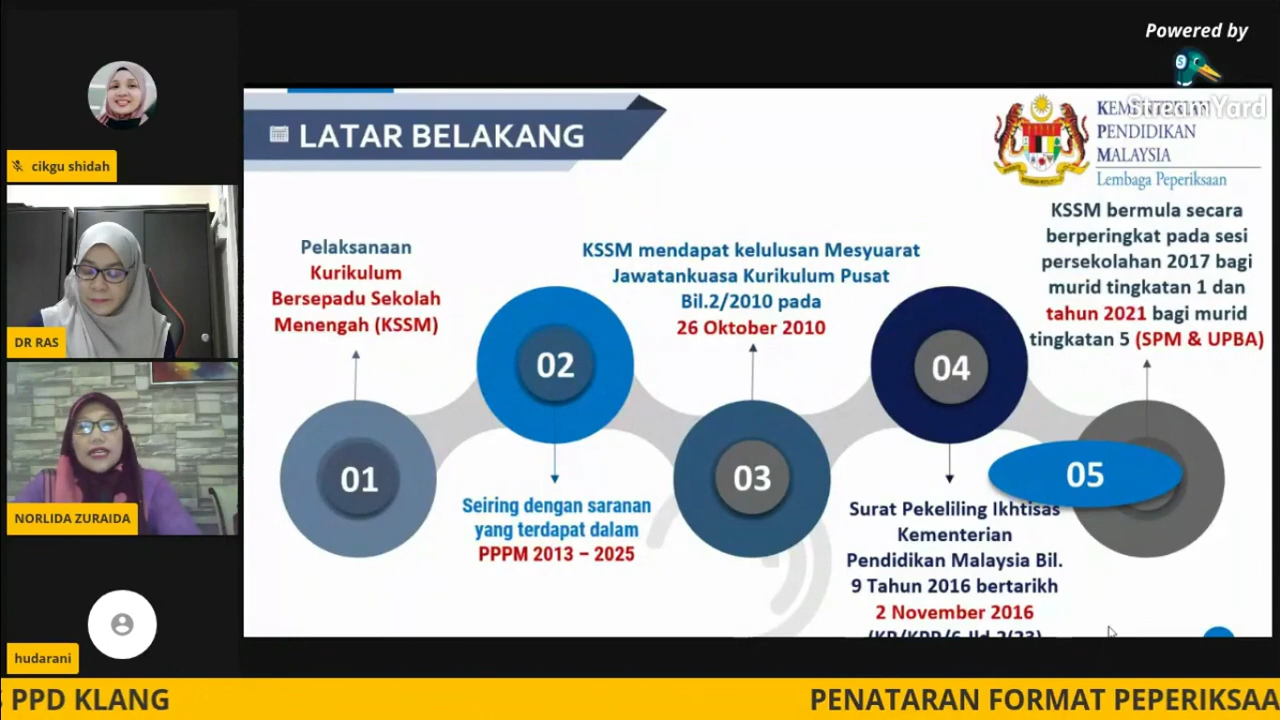 Powered by
StreamYard
cikgu shidah
DR RAS
NORLIDA ZURAIDA
hudarani
LATAR BELAKANG
KEMENTERIAN
PENDIDIKAN
MALAYSIA
Lembaga Peperiksaan
Pelaksanaan
Kurikulum
Bersepadu Sekolah
Menengah (KSSM)
01
02
Seiring dengan saranan
yang terdapat dalam
PPPM 2013 – 2025
KSSM mendapat kelulusan Mesyuarat
Jawatankuasa Kurikulum Pusat
Bil.2/2010 pada
26 Oktober 2010
03
04
Surat Pekeliling Ikhtisas
Kementerian
Pendidikan Malaysia Bil.
9 Tahun 2016 bertarikh
2 November 2016
KSSM bermula secara
berperingkat pada sesi
persekolahan 2017 bagi
murid tingkatan 1 dan
tahun 2021 bagi murid
tingkatan 5 (SPM & UPBA)
05
PPD KLANG
PENATARAN FORMAT PEPERIKSAA